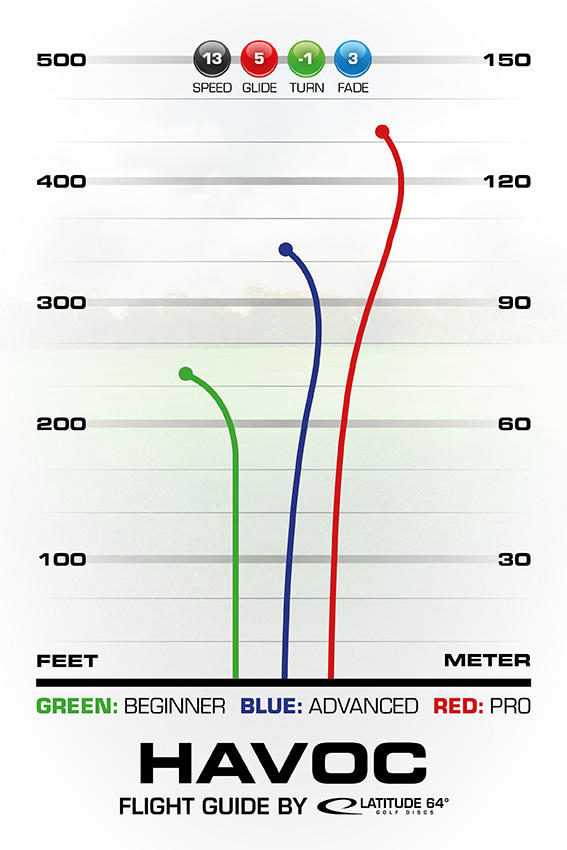 500 13 5 -1 3 150
SPEED GLIDE TURN FADE
400 120
300 90
200 60
100 30
FEET METER
GREEN: BEGINNER BLUE: ADVANCED RED: PRO
HAVOC
FLIGHT GUIDE BY LATITUDE 64°
GOLF DISCS